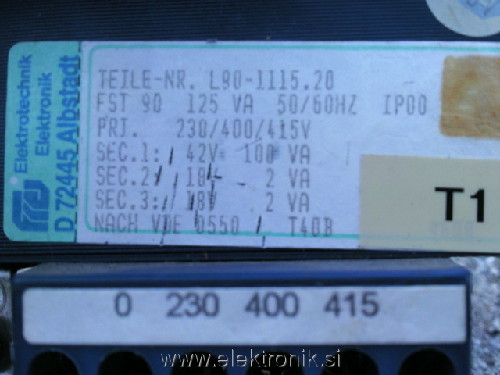 Elektrotechnik
Elektronik
D 72445 Albstadt
TEILE-NR. L90-1115.20
FST 90 125 VA 50/60HZ IP00
PRI. 230/400/415V
SEC.1: 42V= 100 VA
SEC.2: 18V 2 VA
SEC.3: 18V 2 VA
NACH VDE 0550 T40B
T1
0 230 400 415
www.elektronik.si